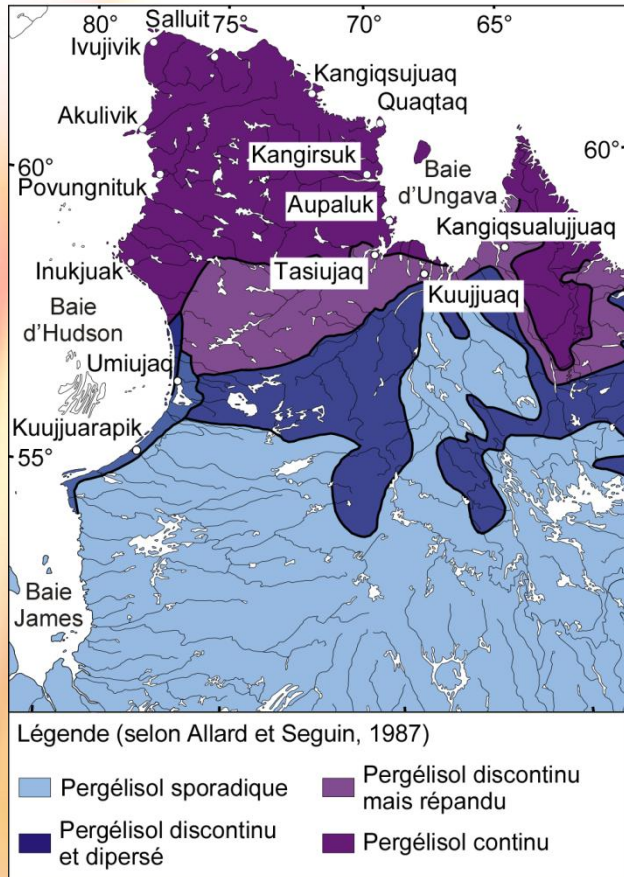 80° 75° 70° 65°
Salluit
Ivujivik
Kangiqsujuaq
Quaqtaq
Akulivik
60° 60°
Kangirsuk
Baie
d'Ungava
Povungnituk
Aupaluk
Kangiqsualujjuaq
Inukjuak
Tasiujaq
Kuujjuaq
Baie
d'Hudson
Umiujaq
Kuujjuarapik
55°
Baie
James
Légende (selon Allard et Seguin, 1987)
Pergélisol sporadique
Pergélisol discontinu
et dipersé
Pergélisol discontinu
mais répandu
Pergélisol continu